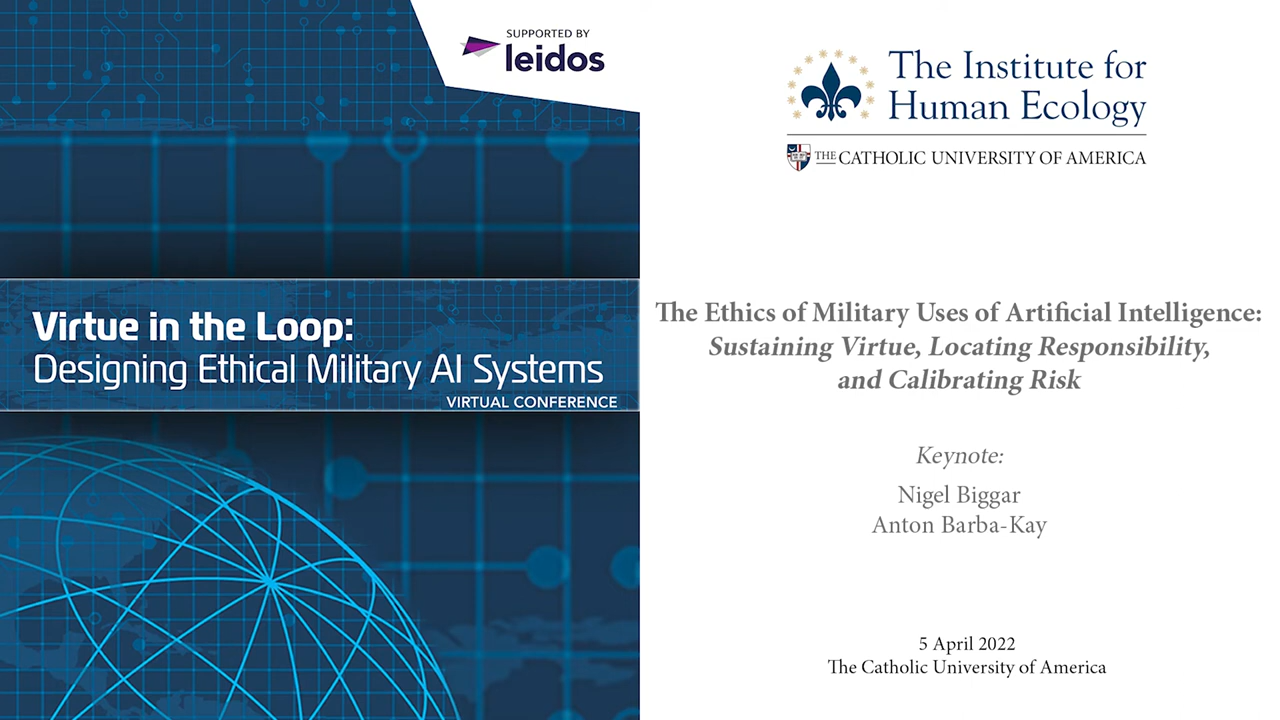 SUPPORTED BY
leidos
Virtue in the Loop:
Designing Ethical Military AI Systems
VIRTUAL CONFERENCE
The Institute for
Human Ecology
THE CATHOLIC UNIVERSITY OF AMERICA
The Ethics of Military Uses of Artificial Intelligence:
Sustaining Virtue, Locating Responsibility,
and Calibrating Risk
Keynote:
Nigel Biggar
Anton Barba-Kay
5 April 2022
The Catholic University of America